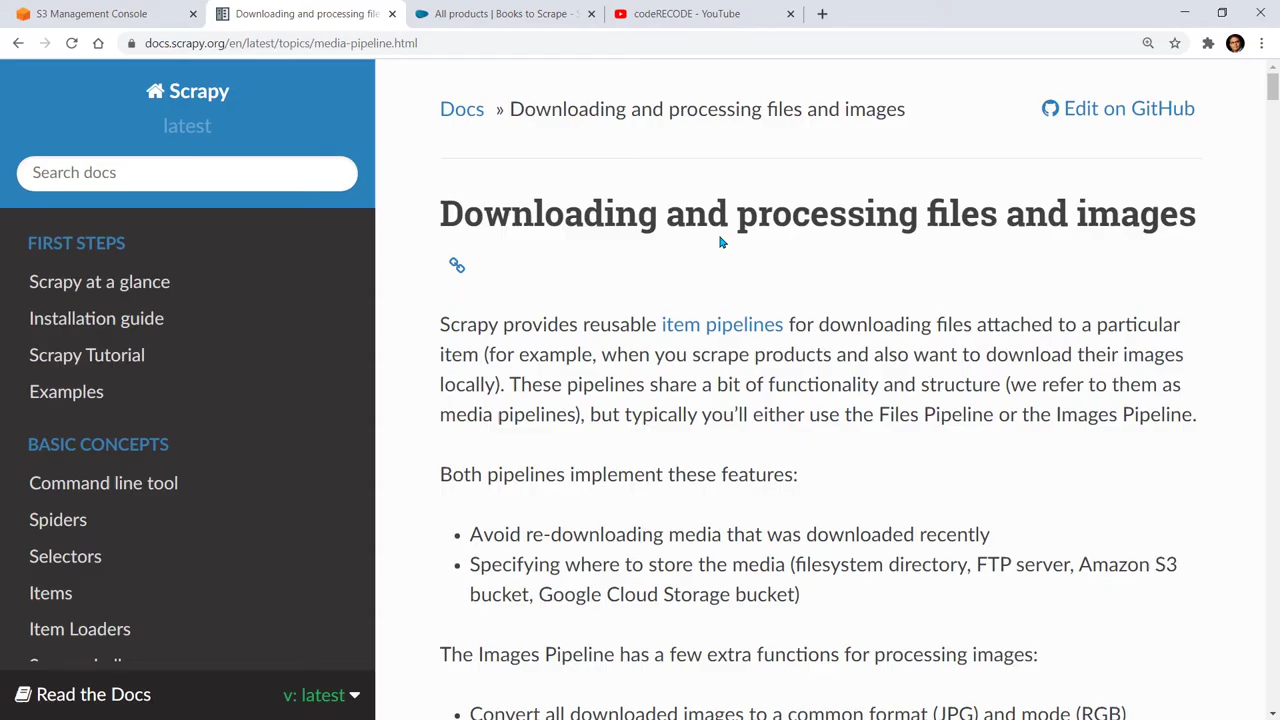 S3 Management Console
Downloading and processing file
All products | Books to Scrape - S
codeRECODE - YouTube
docs.scrapy.org/en/latest/topics/media-pipeline.html
Scrapy
latest
Search docs
FIRST STEPS
Scrapy at a glance
Installation guide
Scrapy Tutorial
Examples
BASIC CONCEPTS
Command line tool
Spiders
Selectors
Items
Item Loaders
Read the Docs
v: latest
Docs » Downloading and processing files and images
Edit on GitHub
Downloading and processing files and images
Scrapy provides reusable item pipelines for downloading files attached to a particular
item (for example, when you scrape products and also want to download their images
locally). These pipelines share a bit of functionality and structure (we refer to them as
media pipelines), but typically you’ll either use the Files Pipeline or the Images Pipeline.
Both pipelines implement these features:
• Avoid re-downloading media that was downloaded recently
• Specifying where to store the media (filesystem directory, FTP server, Amazon S3
bucket, Google Cloud Storage bucket)
The Images Pipeline has a few extra functions for processing images:
• Convert all downloaded images to a common format (JPG) and mode (RGB)